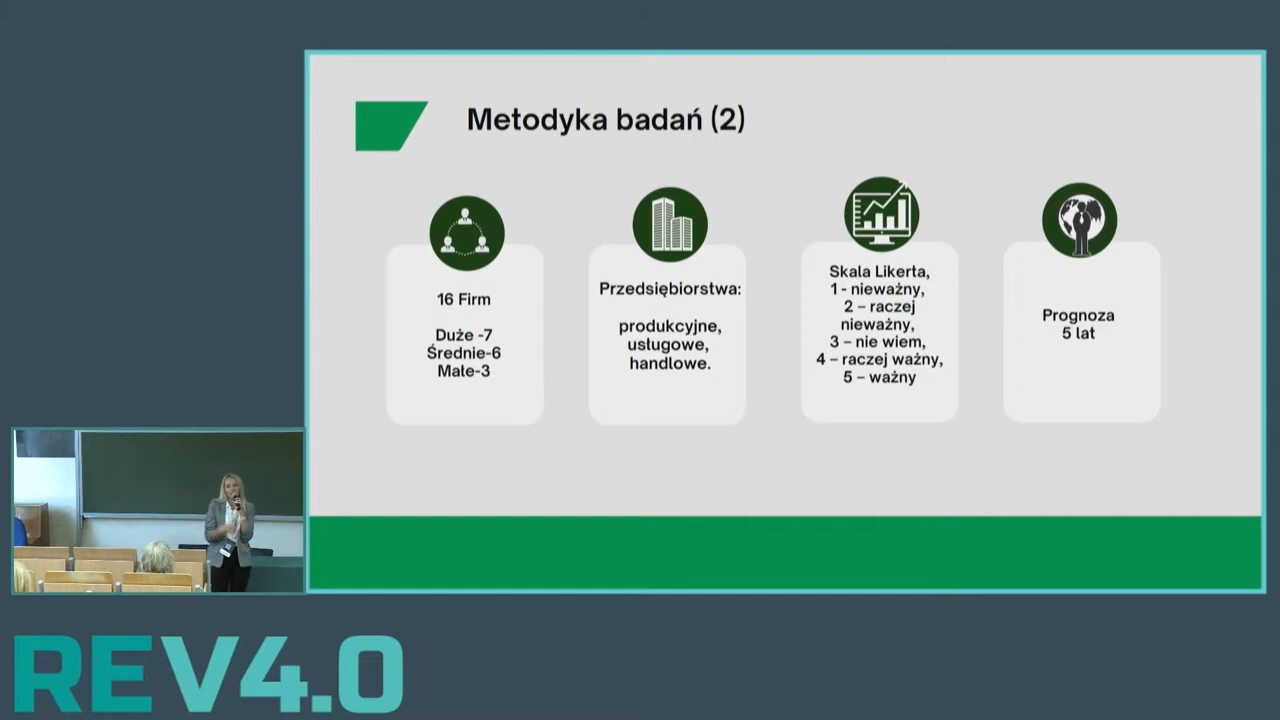 Metodyka badań (2)
16 Firm
Duże -7
Średnie-6
Małe-3
Przedsiębiorstwa:
produkcyjne,
usługowe,
handlowe.
Skala Likerta,
1 - nieważny,
2 – raczej
nieważny,
3 – nie wiem,
4 – raczej ważny,
5 – ważny
Prognoza
5 lat
REV4.0